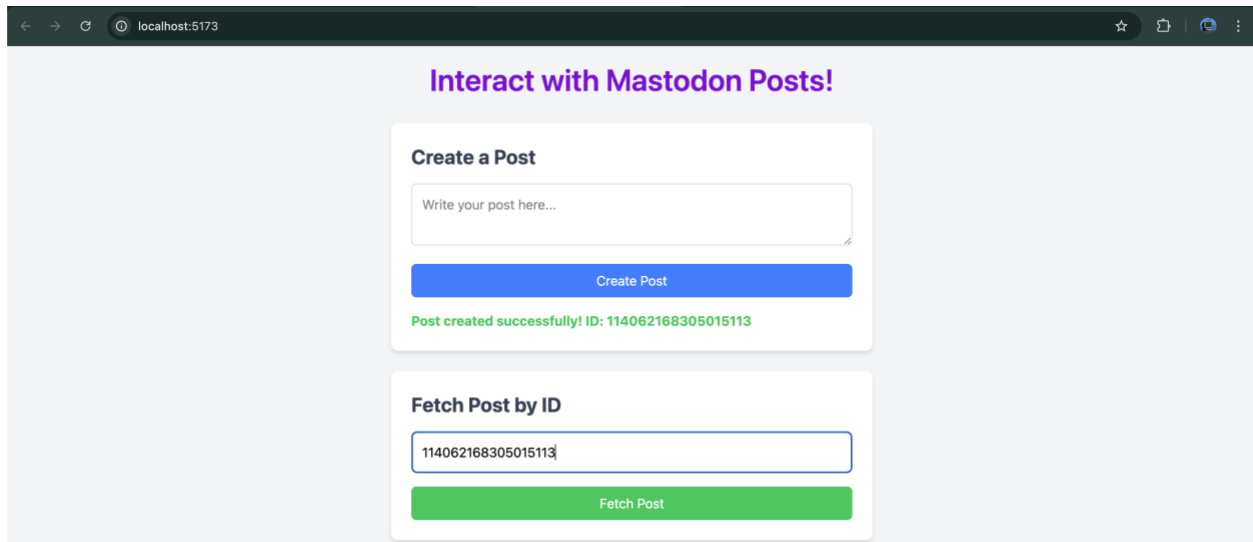 localhost:5173
Interact with Mastodon Posts!
Create a Post
Write your post here...
Create Post
Post created successfully! ID: 114062168305015113
Fetch Post by ID
114062168305015113
Fetch Post